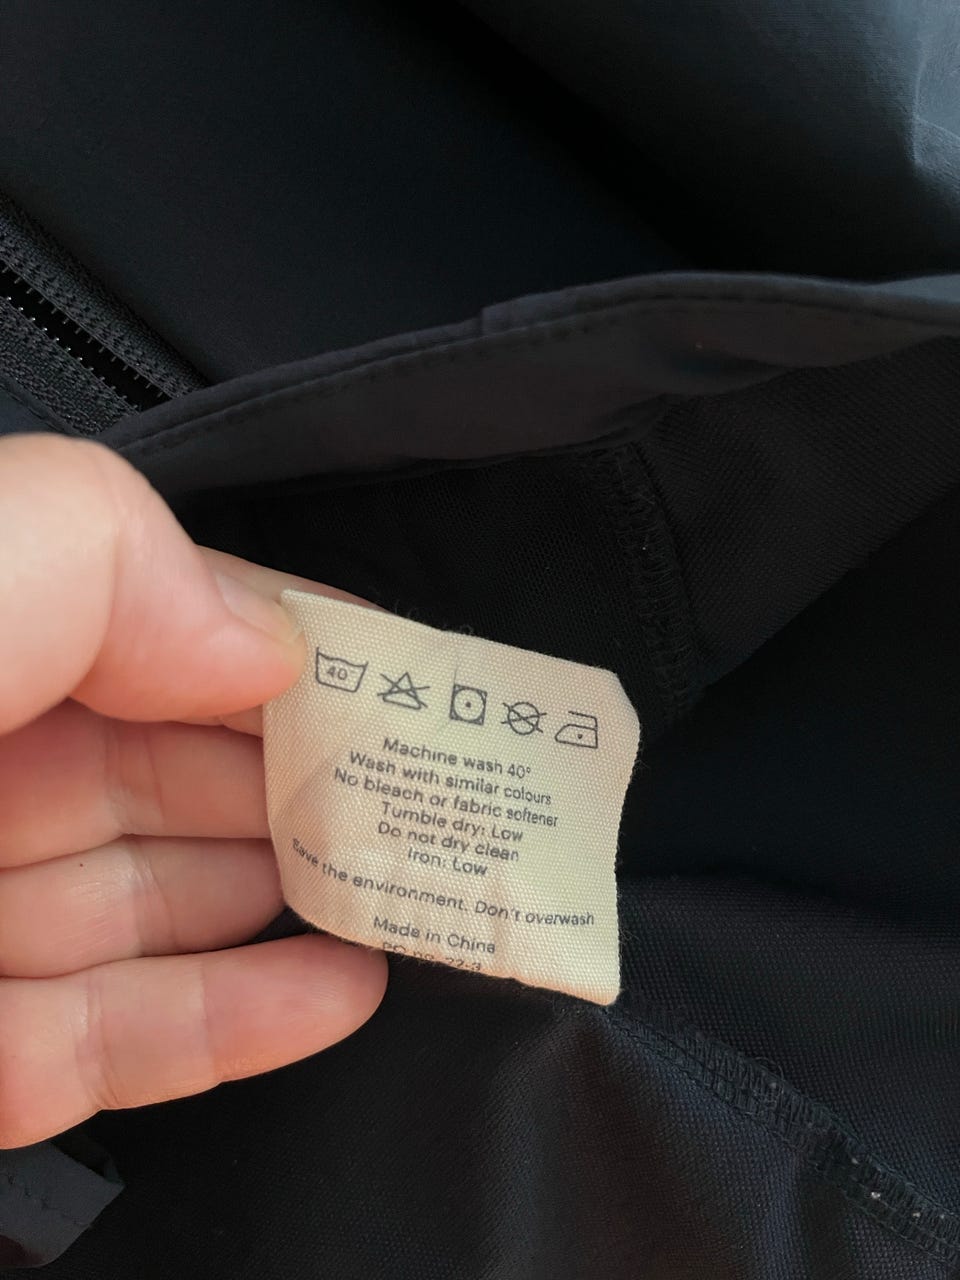 40
Machine wash 40°
Wash with similar colours
No bleach or fabric softener
Tumble dry: Low
Do not dry clean
Iron: Low
Save the environment. Don't overwash
Made in China